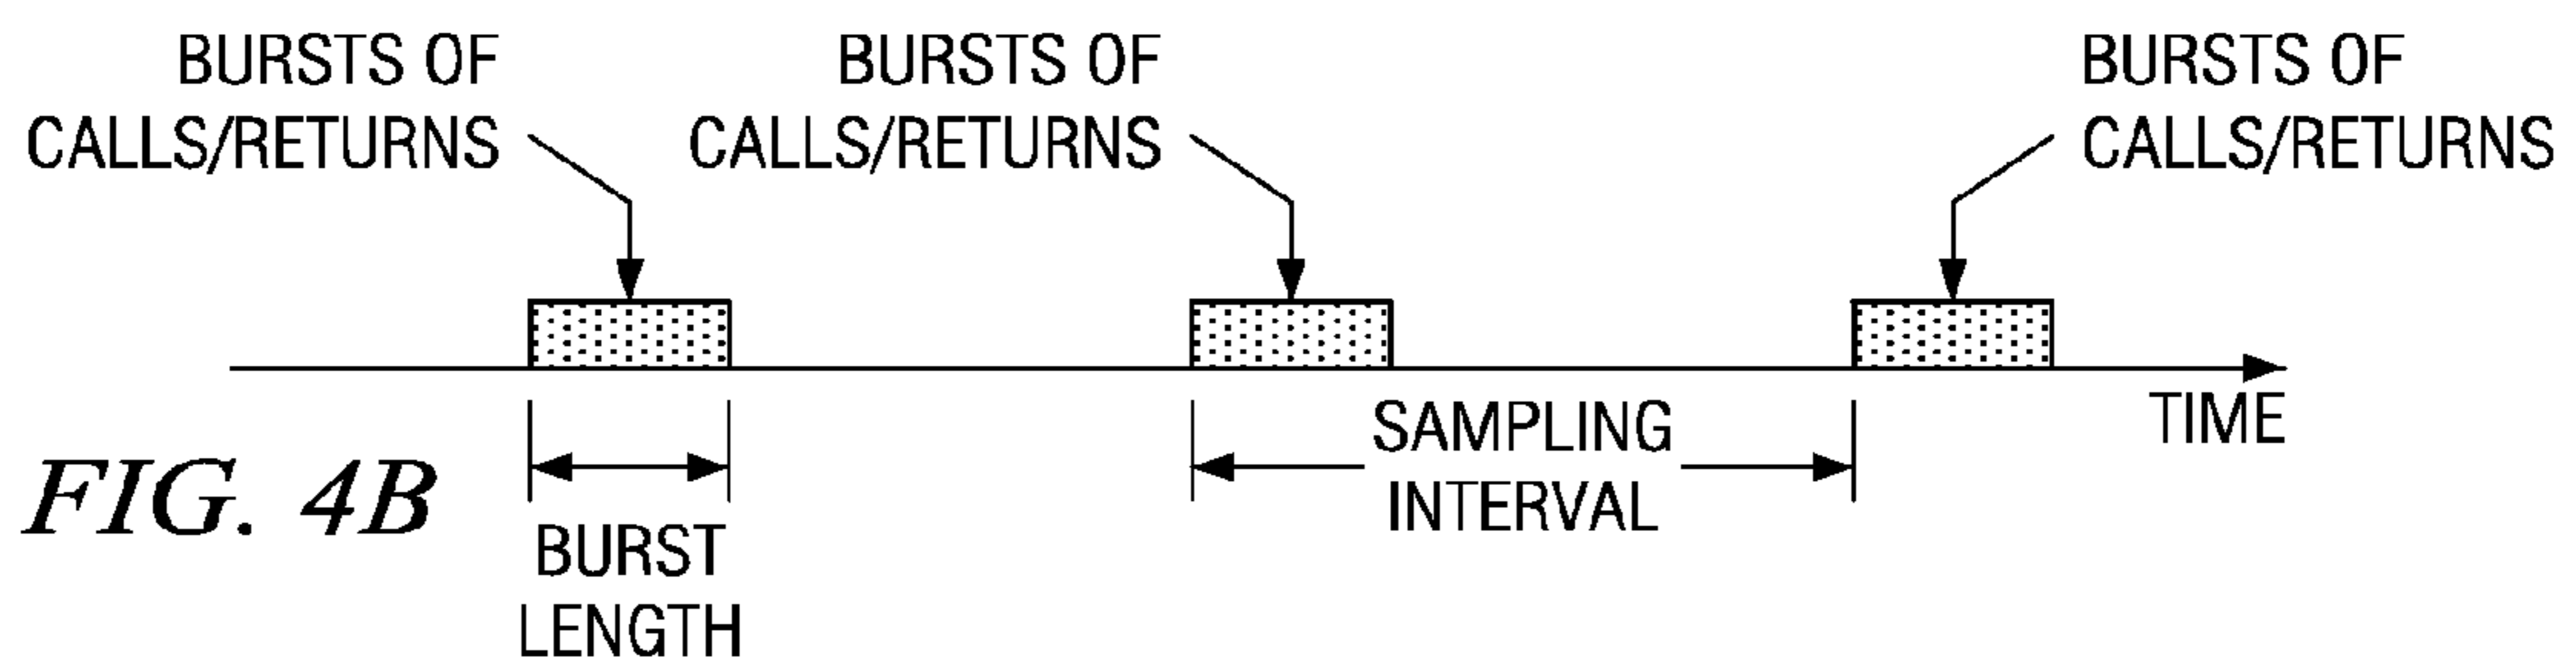 BURSTS OF
CALLS/RETURNS
BURSTS OF
CALLS/RETURNS
BURSTS OF
CALLS/RETURNS
TIME
SAMPLING
INTERVAL
BURST
LENGTH
FIG. 4B